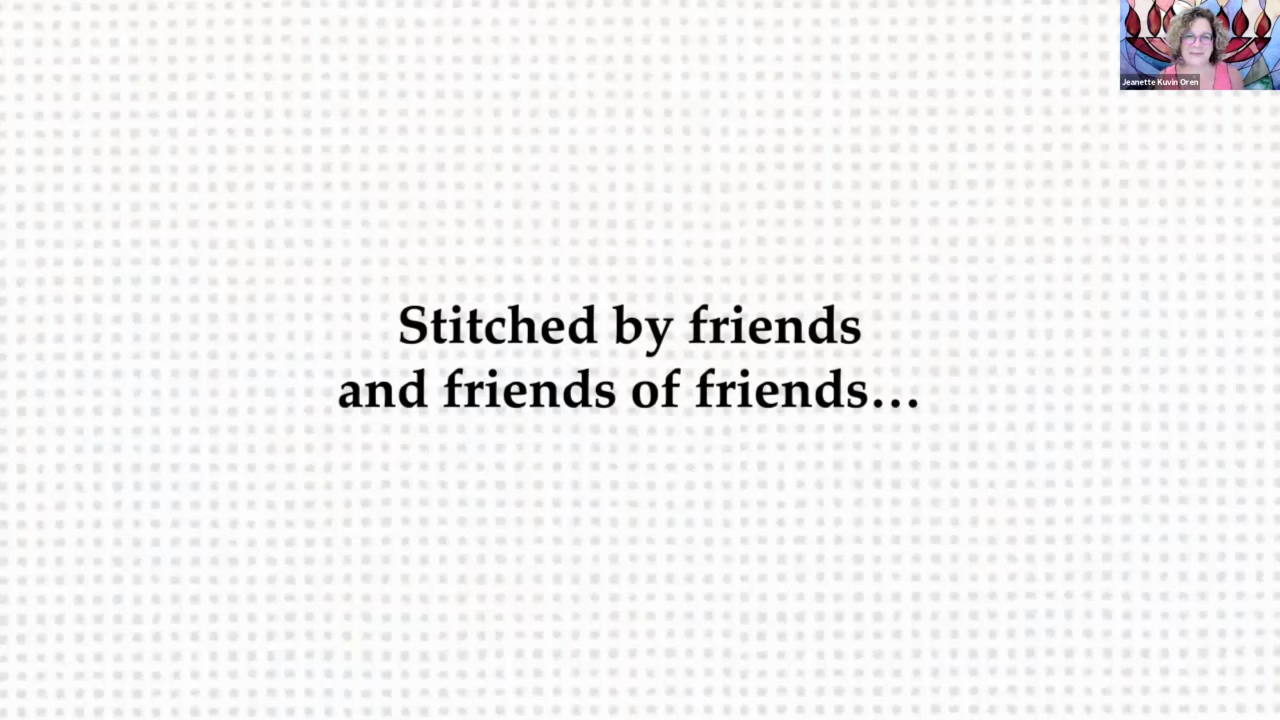 Jeanette Kuvin Oren
Stitched by friends
and friends of friends…